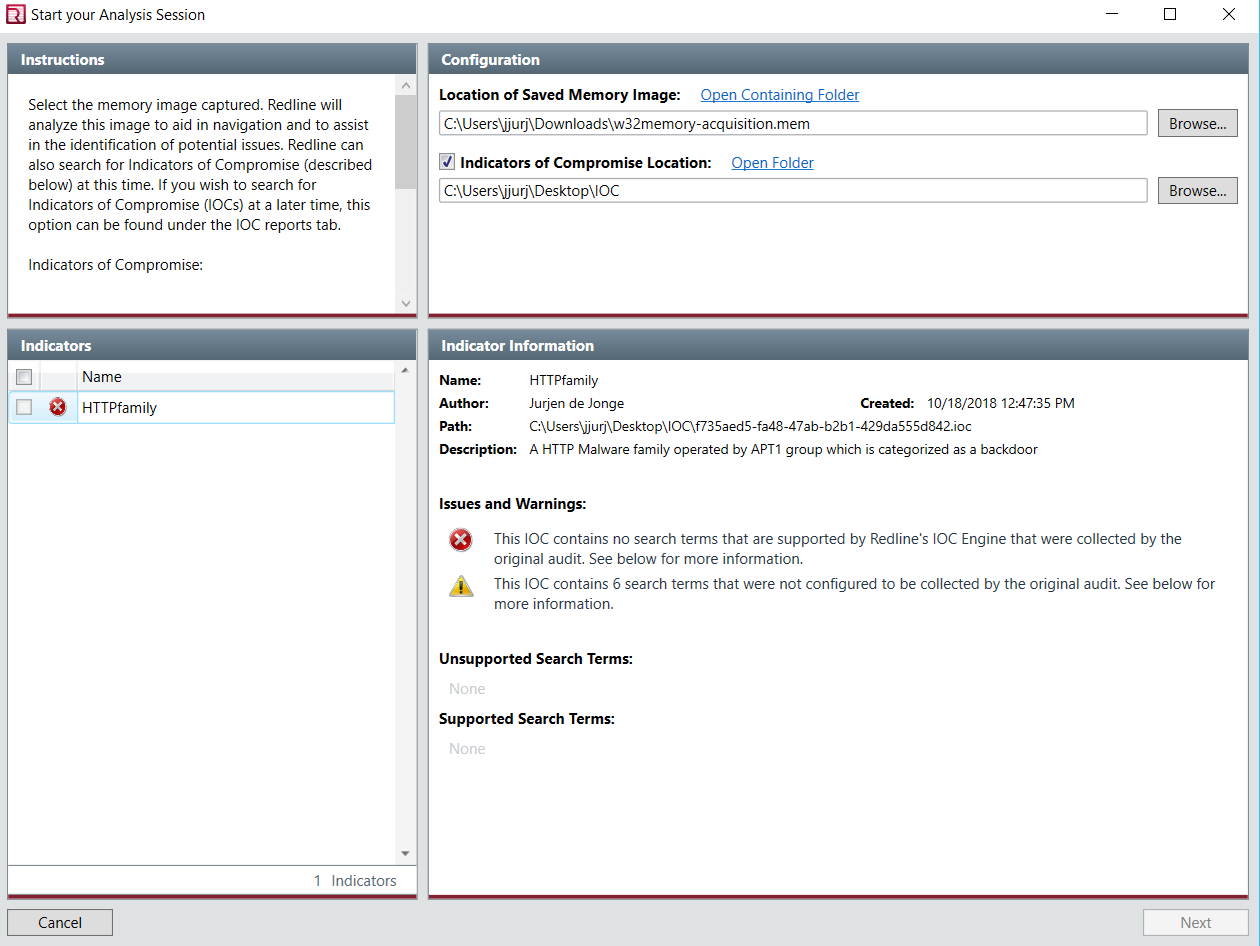 Start your Analysis Session
Instructions
Select the memory image captured. Redline will
analyze this image to aid in navigation and to assist
in the identification of potential issues. Redline can
also search for Indicators of Compromise (described
below) at this time. If you wish to search for
Indicators of Compromise (IOCs) at a later time, this
option can be found under the IOC reports tab.
Indicators of Compromise:
Configuration
Location of Saved Memory Image: Open Containing Folder
C:\Users\jjurj\Downloads\w32memory-acquisition.mem Browse...
Indicators of Compromise Location: Open Folder
C:\Users\jjurj\Desktop\IOC Browse...
Indicators
Name
HTTPfamily
1 Indicators
Indicator Information
Name: HTTPfamily
Author: Jurjen de Jonge Created: 10/18/2018 12:47:35 PM
Path: C:\Users\jjurj\Desktop\IOC\f735aed5-fa48-47ab-b2b1-429da555d842.ioc
Description: A HTTP Malware family operated by APT1 group which is categorized as a backdoor
Issues and Warnings:
This IOC contains no search terms that are supported by Redline's IOC Engine that were collected by the
original audit. See below for more information.
This IOC contains 6 search terms that were not configured to be collected by the original audit. See below for
more information.
Unsupported Search Terms:
None
Supported Search Terms:
None
Cancel
Next